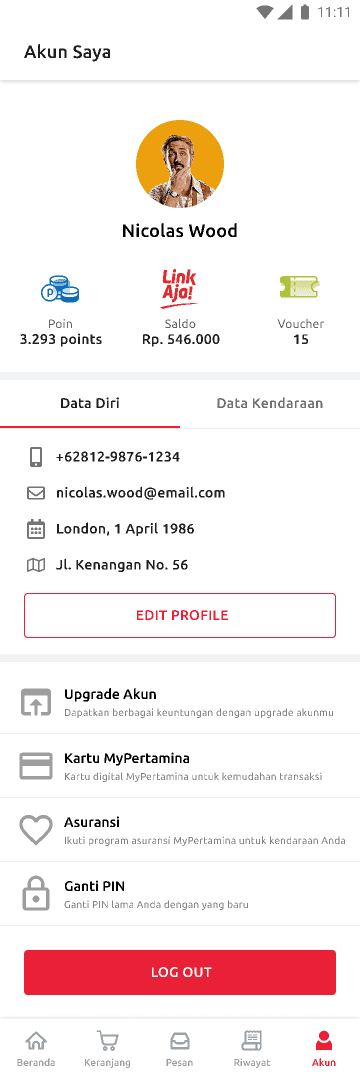 11:11
Akun Saya
Nicolas Wood
P
Link
Aja!
Poin
Saldo
Voucher
3.293 points
Rp. 546.000
15
Data Diri
Data Kendaraan
+62812-9876-1234
nicolas.wood@email.com
London, 1 April 1986
Jl. Kenangan No. 56
EDIT PROFILE
Upgrade Akun
Dapatkan berbagai keuntungan dengan upgrade akunmu
Kartu MyPertamina
Kartu digital MyPertamina untuk kemudahan transaksi
Asuransi
Ikuti program asuransi MyPertamina untuk kendaraan Anda
Ganti PIN
Ganti PIN lama Anda dengan yang baru
LOG OUT
Beranda
Keranjang
Pesan
Riwayat
Akun